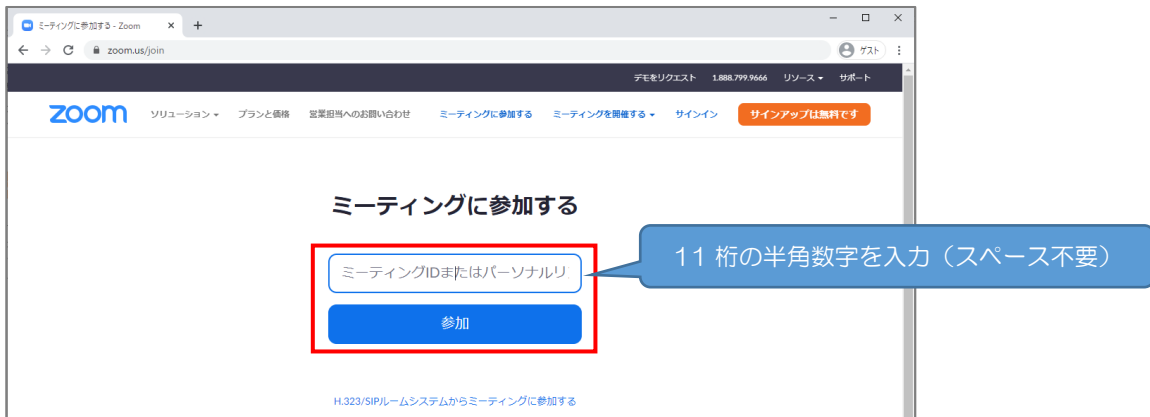 ミーティングに参加する - Zoom
zoom.us/join
ゲスト
デモをリクエスト 1.888.799.9666 リソース サポート
zoom ソリューション プランと価格 営業担当へのお問い合わせ ミーティングに参加する ミーティングを開催する サインイン サインアップは無料です
ミーティングに参加する
11 桁の半角数字を入力（スペース不要）
ミーティングIDまたはパーソナルリ
参加
H.323/SIPルームシステムからミーティングに参加する